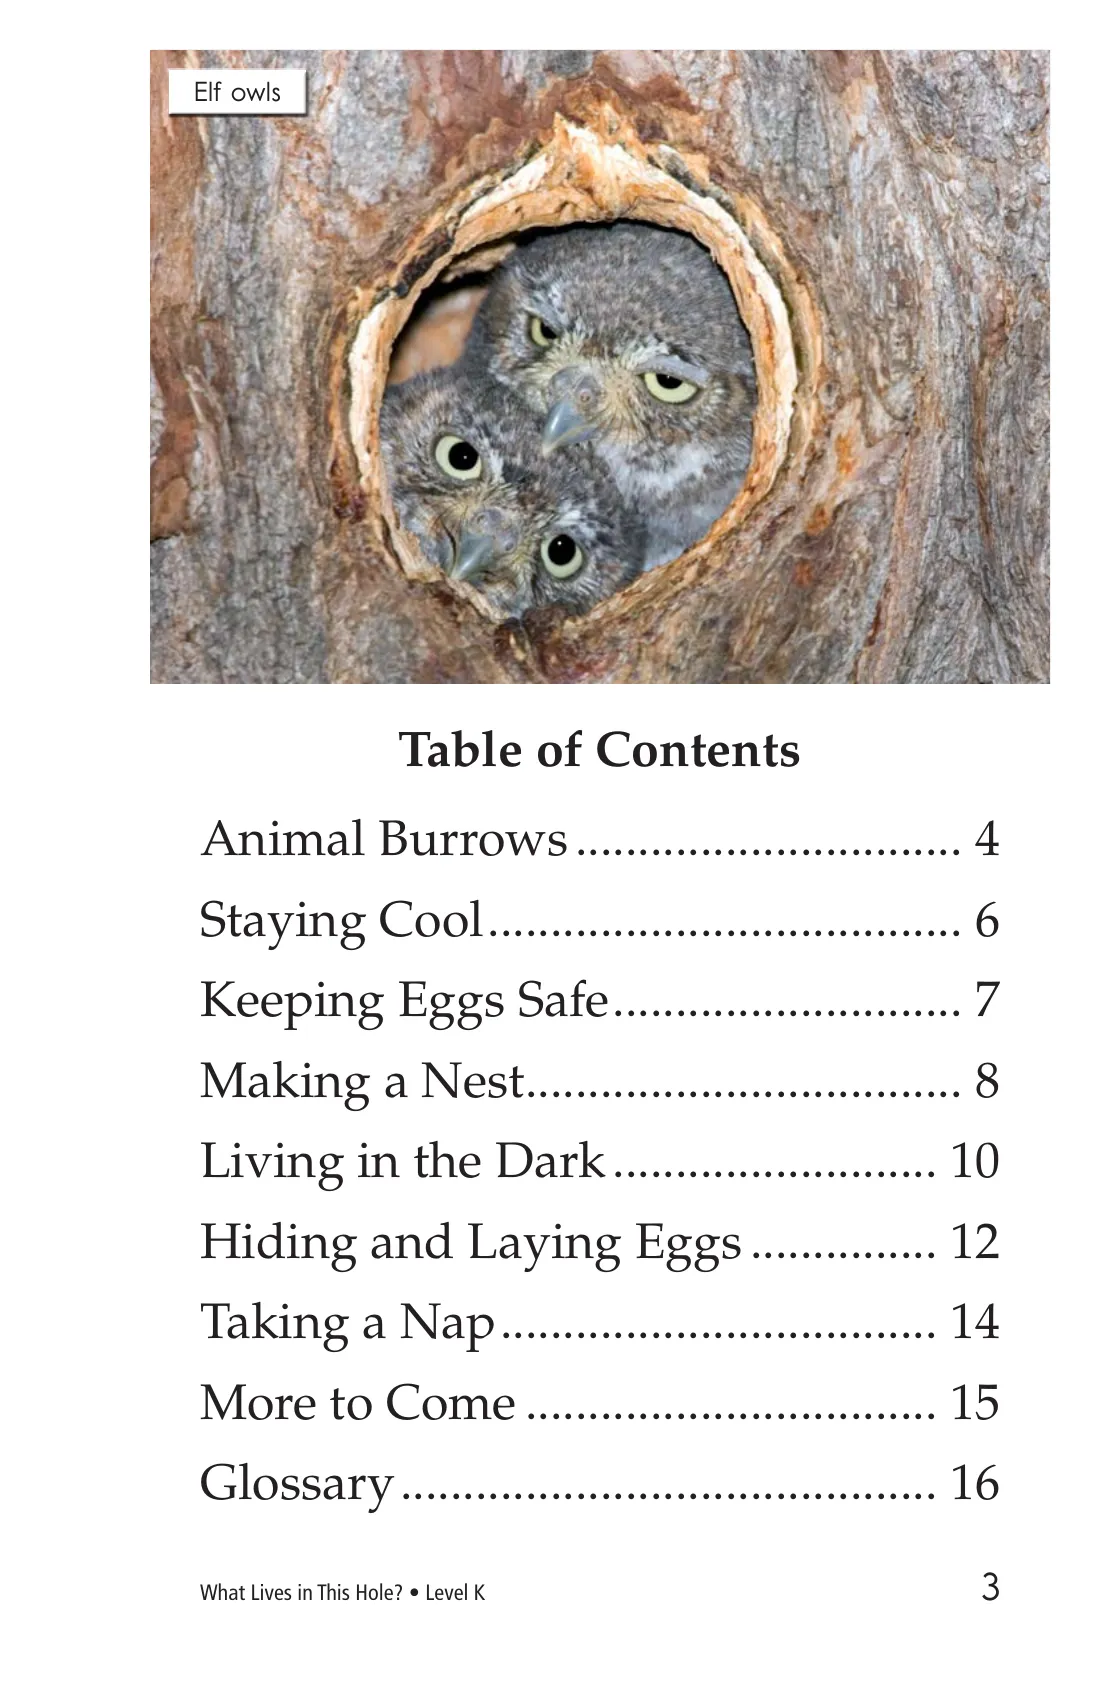 Elf owls
Table of Contents
Animal Burrows ............................... 4
Staying Cool...................................... 6
Keeping Eggs Safe............................ 7
Making a Nest................................... 8
Living in the Dark .......................... 10
Hiding and Laying Eggs ............... 12
Taking a Nap................................... 14
More to Come ................................. 15
Glossary ........................................... 16
What Lives in This Hole? • Level K
3